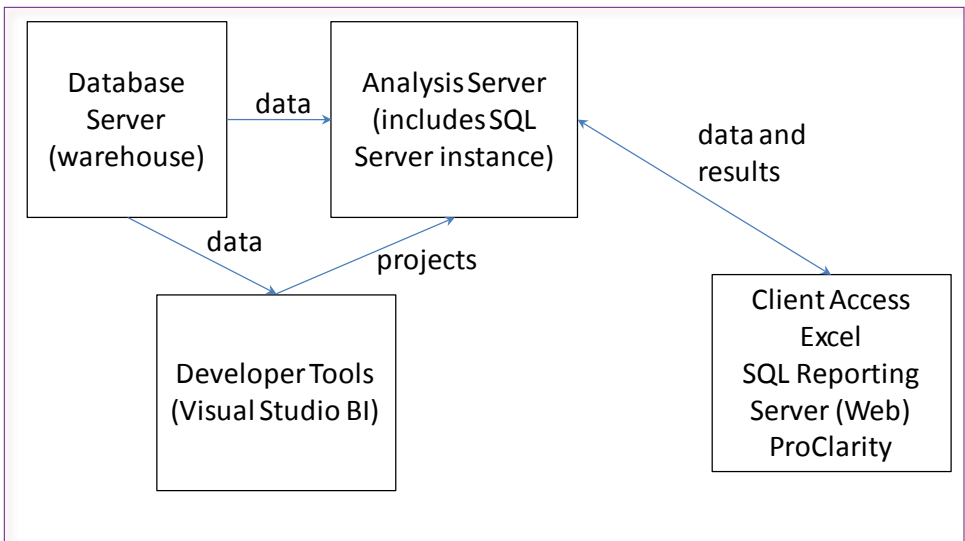 Database
Server
(warehouse)
data
Analysis Server
(includes SQL
Server instance)
data and
results
data
projects
Developer Tools
(Visual Studio BI)
Client Access
Excel
SQL Reporting
Server (Web)
ProClarity